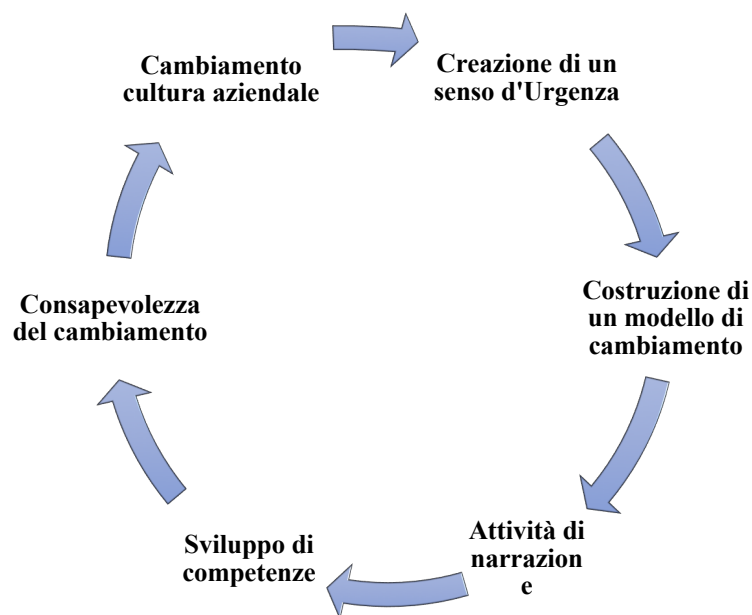 Cambiamento
cultura aziendale
Creazione di un
senso d'Urgenza
Costruzione di
un modello di
cambiamento
Attività di
narrazion
e
Sviluppo di
competenze
Consapevolezza
del cambiamento